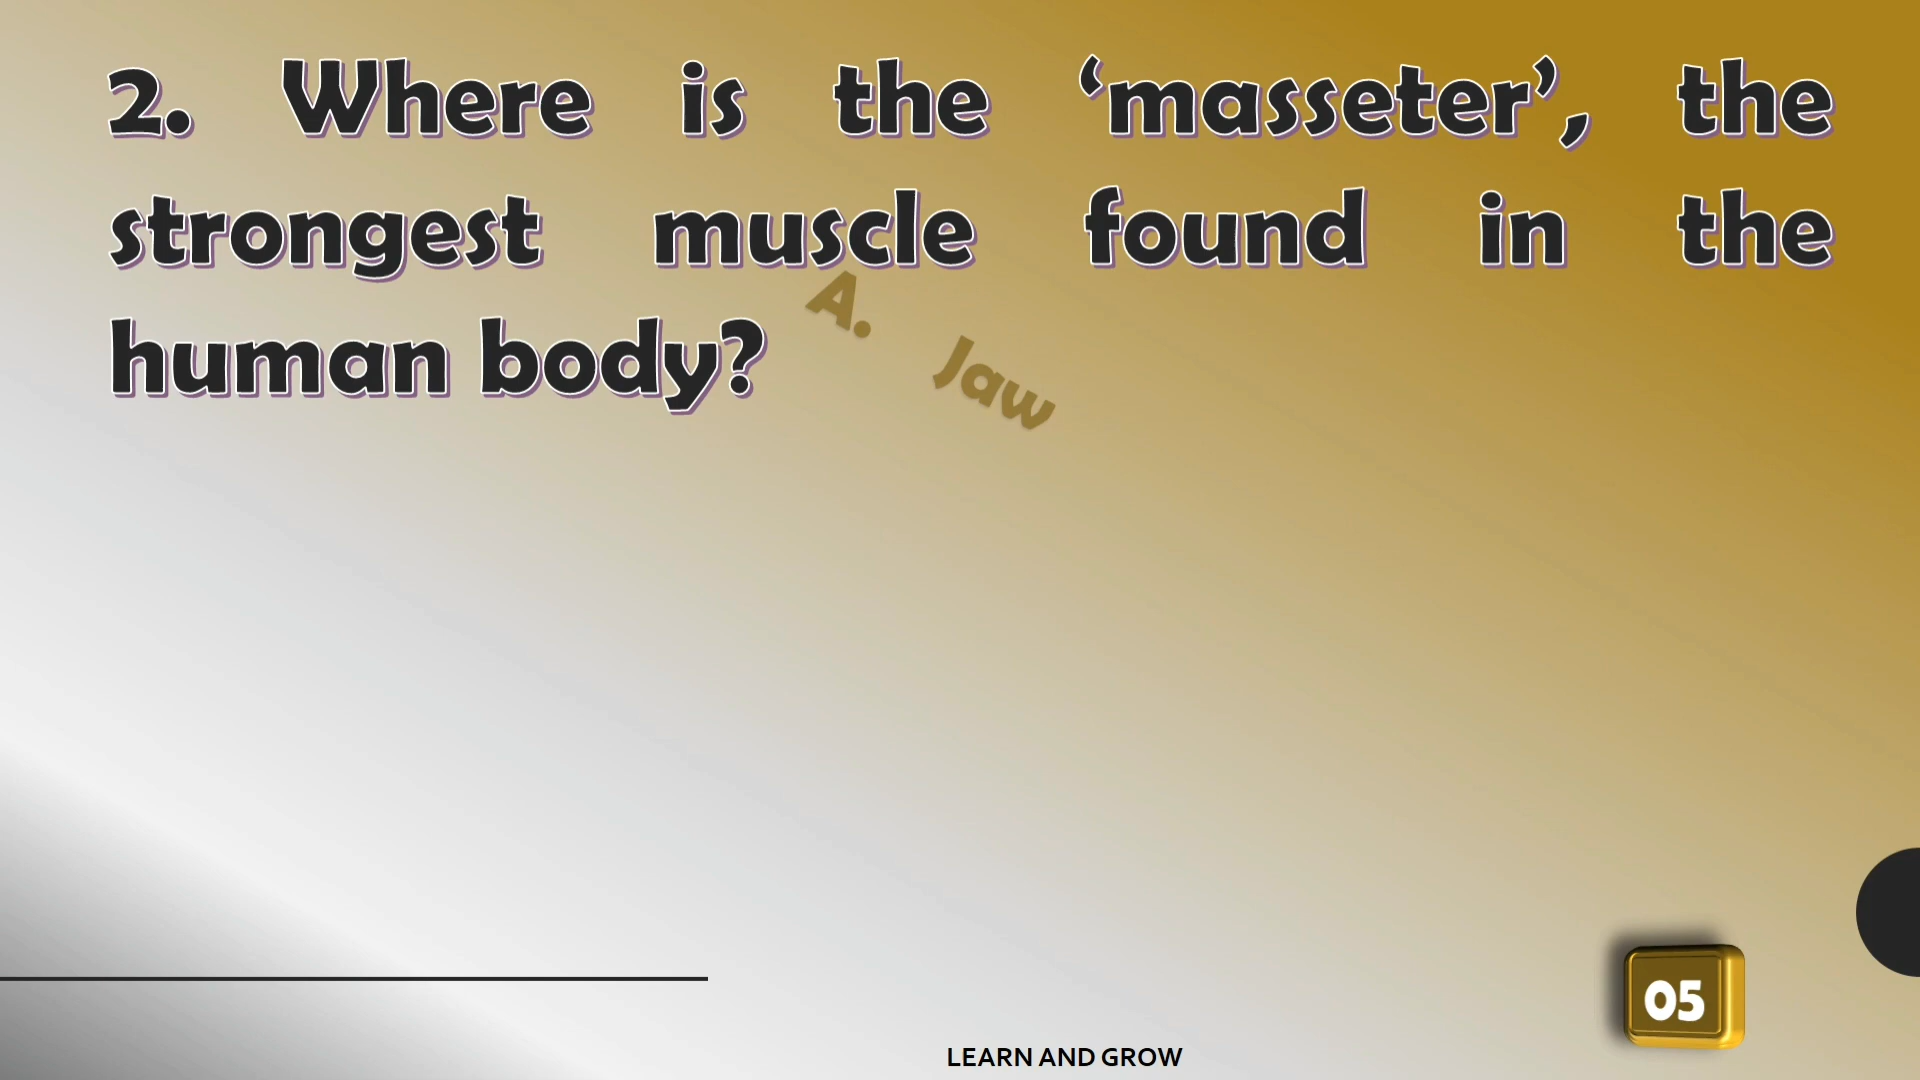 2. Where is the ‘masseter’, the
strongest muscle found in the
human body?
A. Jaw
05
LEARN AND GROW